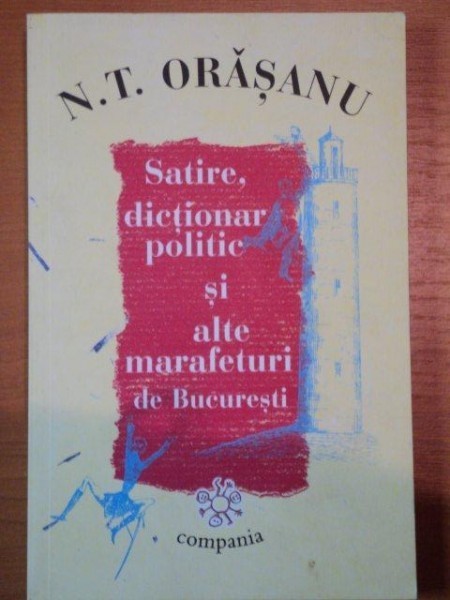 N.T. ORĂȘANU
Satire,
dicționar
politic
și
alte
marafeturi
de București
compania